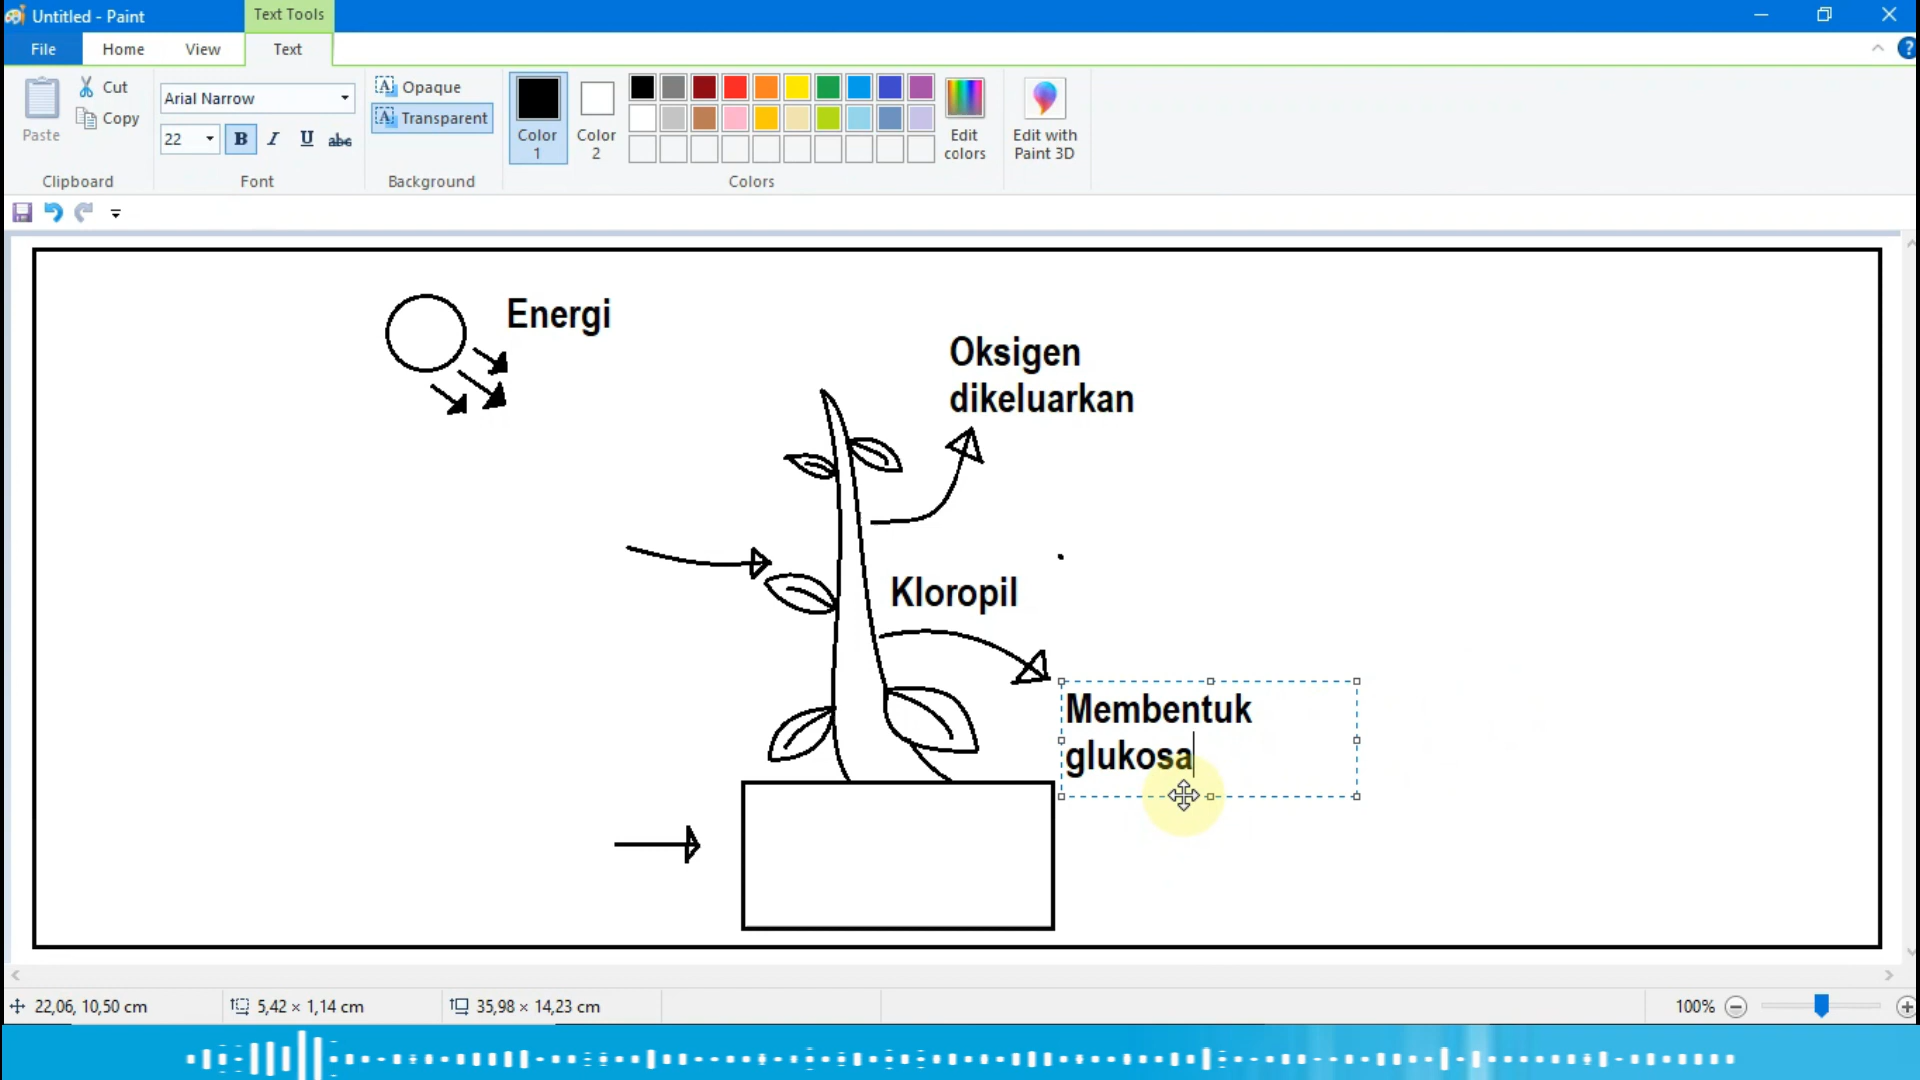 Untitled - Paint
Text Tools
File
Home
View
Text
Paste
Cut
Copy
Clipboard
Arial Narrow
22
B
I
U
abc
Font
Opaque
Transparent
Background
Color 1
Color 2
Edit colors
Colors
Edit with Paint 3D
Energi
Oksigen
dikeluarkan
Kloropil
Membentuk
glukosa
22,06, 10,50 cm
5,42 × 1,14 cm
35,98 × 14,23 cm
100%